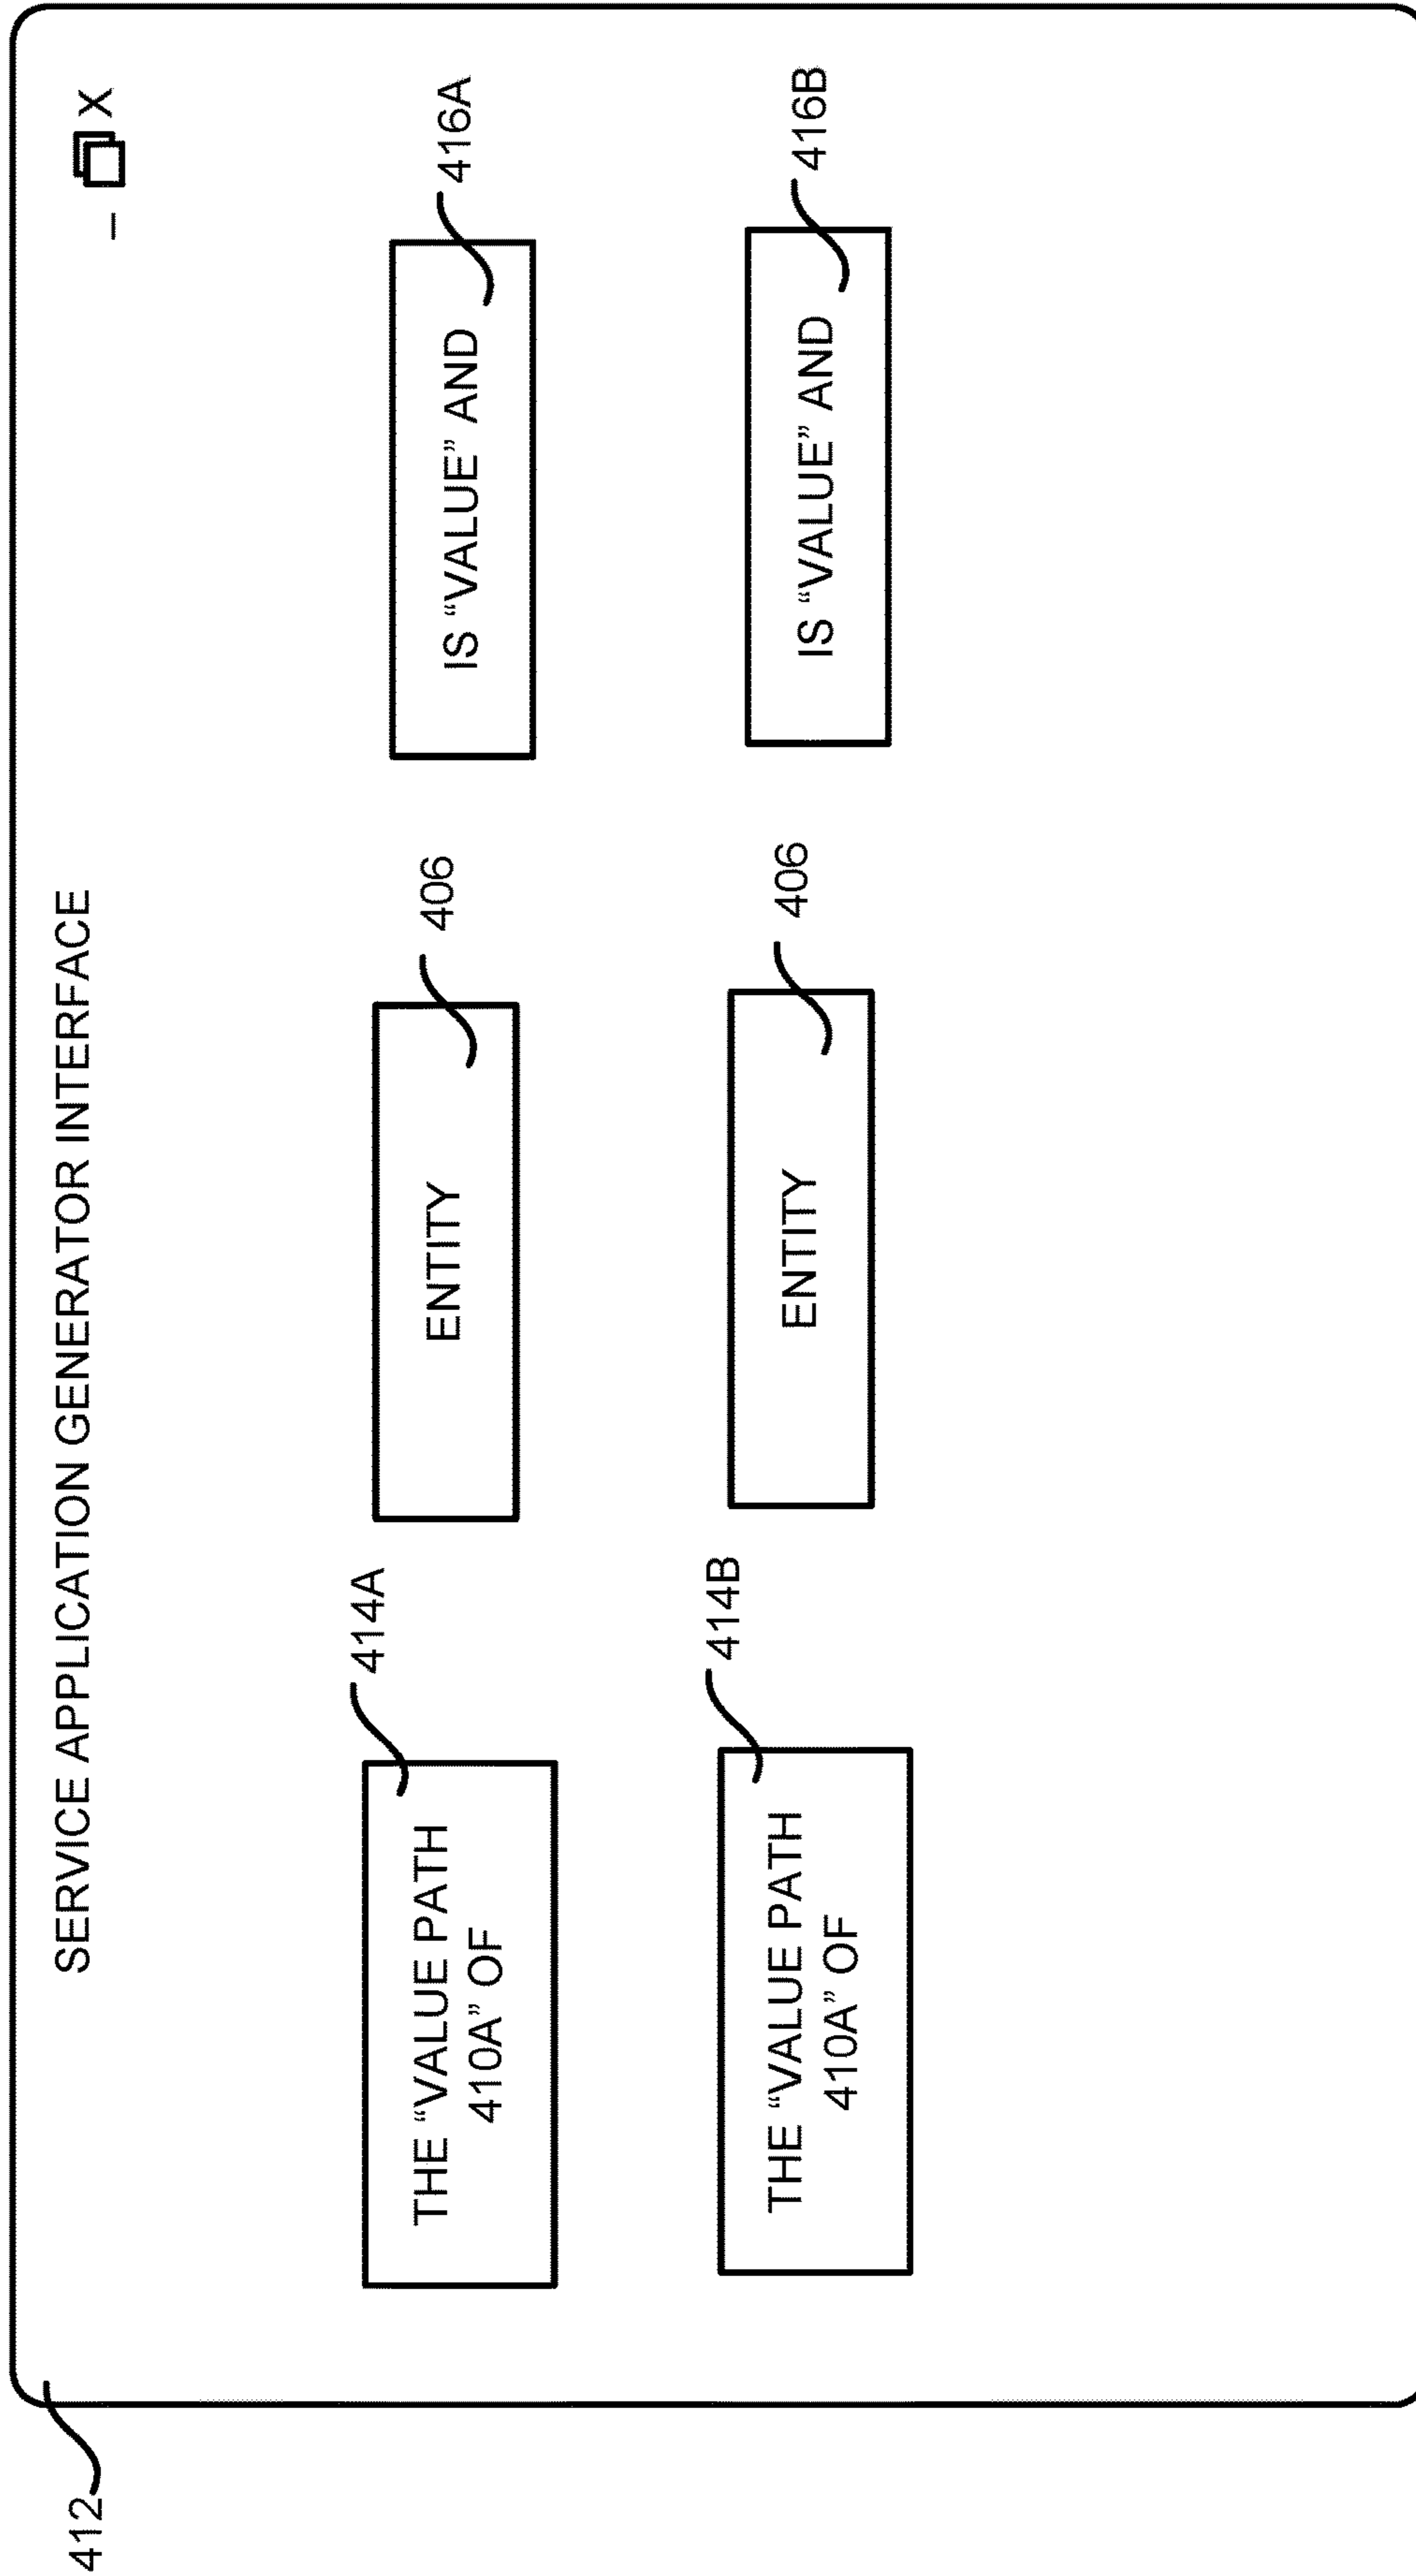 412
SERVICE APPLICATION GENERATOR INTERFACE
– X
414A
THE “VALUE PATH
410A” OF
406
ENTITY
416A
IS “VALUE” AND
414B
THE “VALUE PATH
410A” OF
406
ENTITY
416B
IS “VALUE” AND